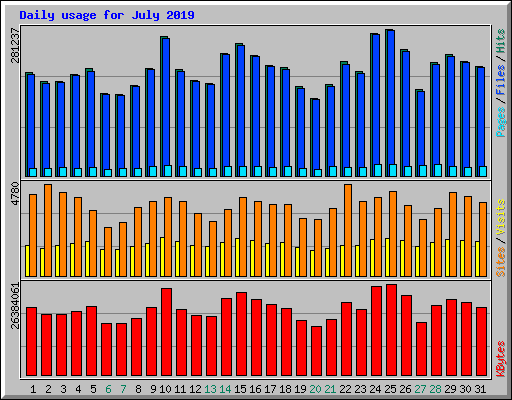 Daily usage for July 2019
281237
Pages / Files / Hits
4780
Sites / Visits
26384061
KBytes
1 2 3 4 5 6 7 8 9 10 11 12 13 14 15 16 17 18 19 20 21 22 23 24 25 26 27 28 29 30 31